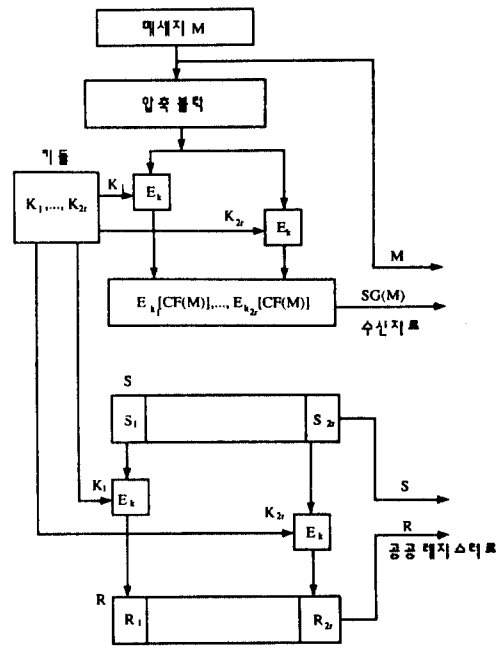 메세지 M
압축 블럭
키들
K1,..., K2r
K1
Ek
K2r
Ek
M
Ek1[CF(M)],..., Ek2r[CF(M)]
SG(M)
수신자로
S
S1
S2r
K1
Ek
S
K2r
Ek
R
공공 레지스터로
R
R1
R2r